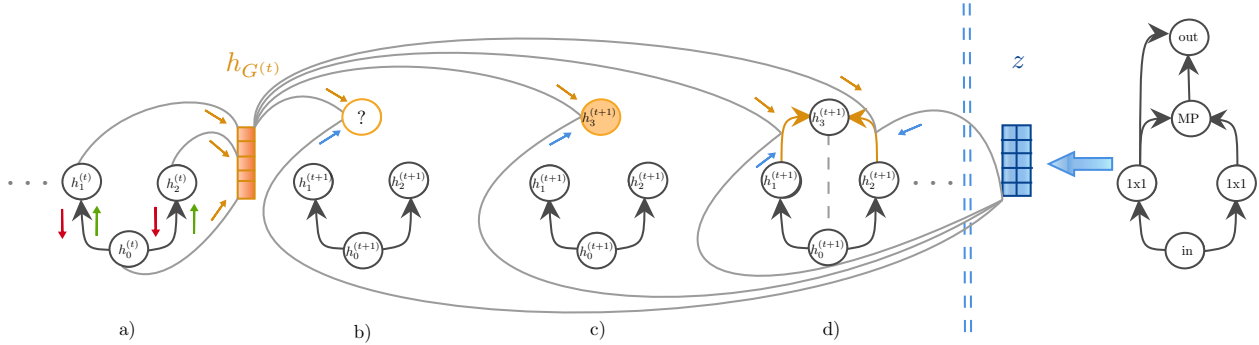 h_{G^{(t)}}
z
out
?
h_3^{(t+1)}
h_3^{(t+1)}
MP
h_1^{(t)}
h_2^{(t)}
h_1^{(t+1)}
h_2^{(t+1)}
h_1^{(t+1)}
h_2^{(t+1)}
h_1^{(t+1)}
h_2^{(t+1)}
1x1
1x1
h_0^{(t)}
h_0^{(t+1)}
h_0^{(t+1)}
h_0^{(t+1)}
in
a)
b)
c)
d)